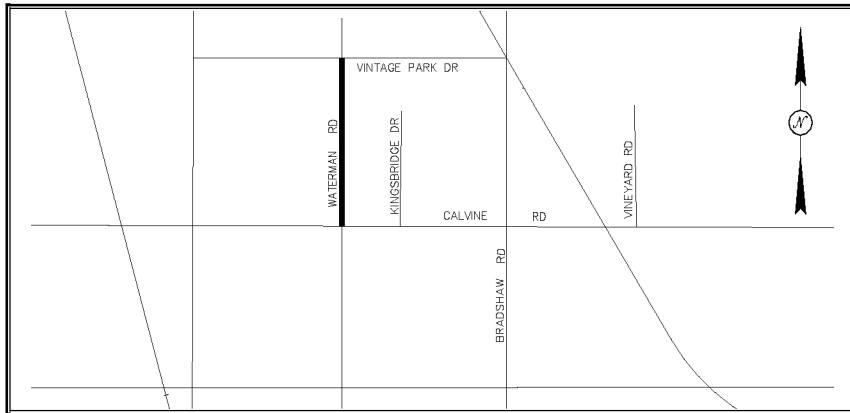 VINTAGE PARK DR
WATERMAN RD
KINGSBRIDGE DR
VINEYARD RD
N
CALVINE RD
BRADSHAW RD